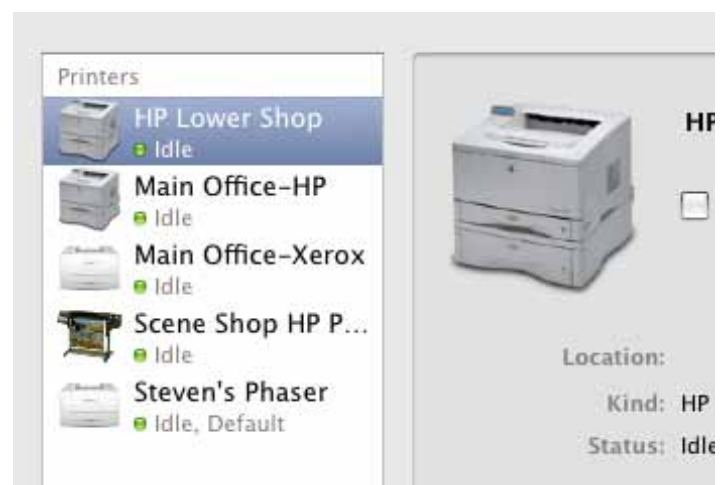 Printers
HP Lower Shop
Idle
Main Office-HP
Idle
Main Office-Xerox
Idle
Scene Shop HP P...
Idle
Steven's Phaser
Idle, Default
HP
Location:
Kind: HP
Status: Idle